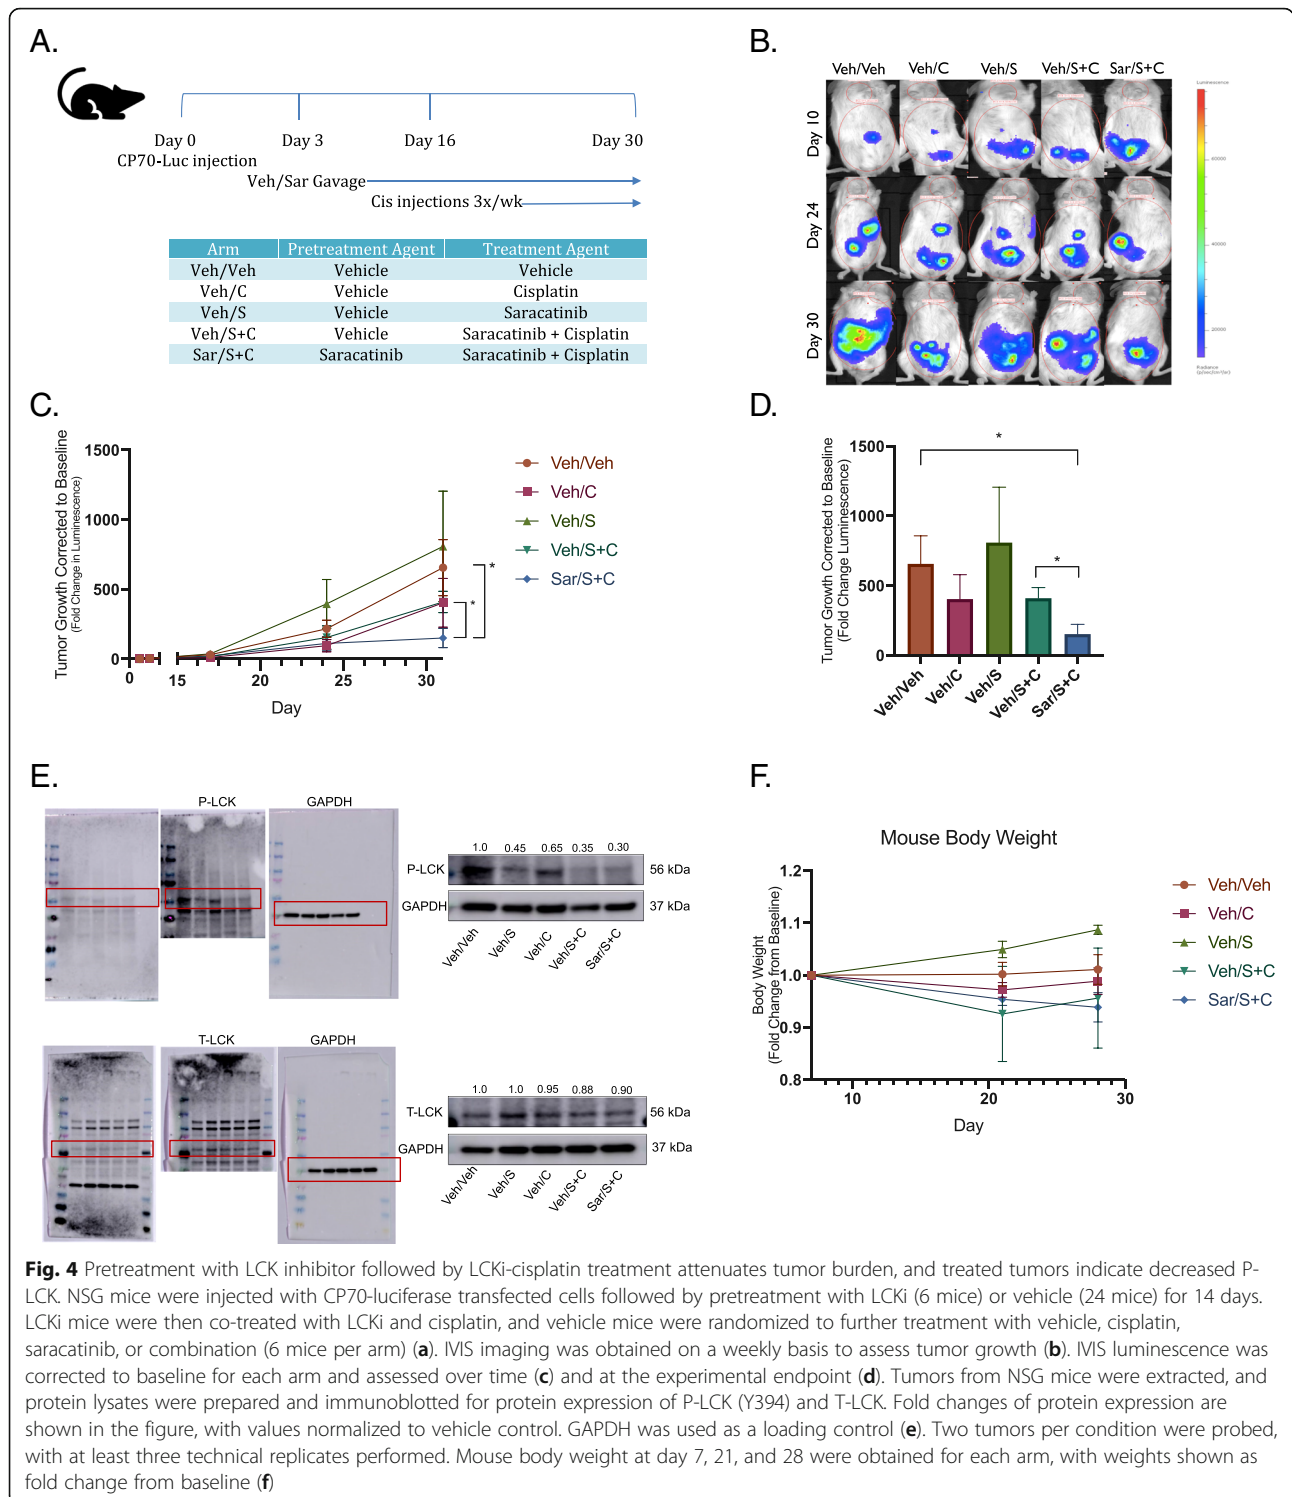 A.
Day 0
Day 3
Day 16
Day 30
CP70-Luc injection
Veh/Sar Gavage
Cis injections 3x/wk
Arm Pretreatment Agent Treatment Agent
Veh/Veh Vehicle Vehicle
Veh/C Vehicle Cisplatin
Veh/S Vehicle Saracatinib
Veh/S+C Vehicle Saracatinib + Cisplatin
Sar/S+C Saracatinib Saracatinib + Cisplatin
B.
Veh/Veh Veh/C Veh/S Veh/S+C Sar/S+C
Day 10
Day 24
Day 30
Luminescence
60000
40000
20000
Radiance
(p/sec/cm²/sr)
C.
Tumor Growth Corrected to Baseline
(Fold Change in Luminescence)
1500
1000
500
0
0 15 20 25 30
Day
Veh/Veh
Veh/C
Veh/S
Veh/S+C
Sar/S+C
*
*
D.
Tumor Growth Corrected to Baseline
(Fold Change Luminescence)
1500
1000
500
0
*
*
Veh/Veh
Veh/C
Veh/S
Veh/S+C
Sar/S+C
E.
P-LCK
GAPDH
1.0 0.45 0.65 0.35 0.30
P-LCK 56 kDa
GAPDH 37 kDa
Veh/Veh
Veh/S
Veh/C
Veh/S+C
Sar/S+C
T-LCK
GAPDH
1.0 1.0 0.95 0.88 0.90
T-LCK 56 kDa
GAPDH 37 kDa
Veh/Veh
Veh/S
Veh/C
Veh/S+C
Sar/S+C
F.
Mouse Body Weight
Body Weight
(Fold Change from Baseline)
1.2
1.1
1.0
0.9
0.8
10 20 30
Day
Veh/Veh
Veh/C
Veh/S
Veh/S+C
Sar/S+C
Fig. 4 Pretreatment with LCK inhibitor followed by LCKi-cisplatin treatment attenuates tumor burden, and treated tumors indicate decreased P-
LCK. NSG mice were injected with CP70-luciferase transfected cells followed by pretreatment with LCKi (6 mice) or vehicle (24 mice) for 14 days.
LCKi mice were then co-treated with LCKi and cisplatin, and vehicle mice were randomized to further treatment with vehicle, cisplatin,
saracatinib, or combination (6 mice per arm) (a). IVIS imaging was obtained on a weekly basis to assess tumor growth (b). IVIS luminescence was
corrected to baseline for each arm and assessed over time (c) and at the experimental endpoint (d). Tumors from NSG mice were extracted, and
protein lysates were prepared and immunoblotted for protein expression of P-LCK (Y394) and T-LCK. Fold changes of protein expression are
shown in the figure, with values normalized to vehicle control. GAPDH was used as a loading control (e). Two tumors per condition were probed,
with at least three technical replicates performed. Mouse body weight at day 7, 21, and 28 were obtained for each arm, with weights shown as
fold change from baseline (f)